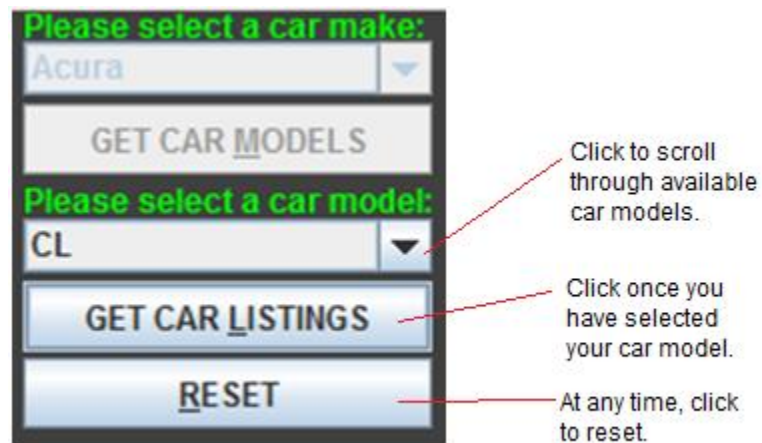 Please select a car make:
Acura
GET CAR MODELS
Please select a car model:
CL
GET CAR LISTINGS
RESET
Click to scroll
through available
car models.
Click once you
have selected
your car model.
At any time, click
to reset.